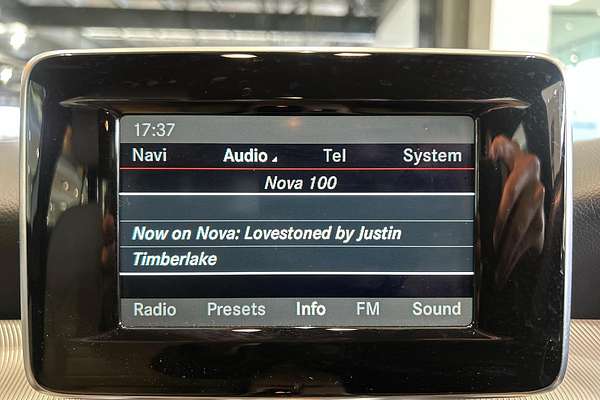 17:37
Navi Audio Tel System
Nova 100
Now on Nova: Lovestoned by Justin
Timberlake
Radio Presets Info FM Sound